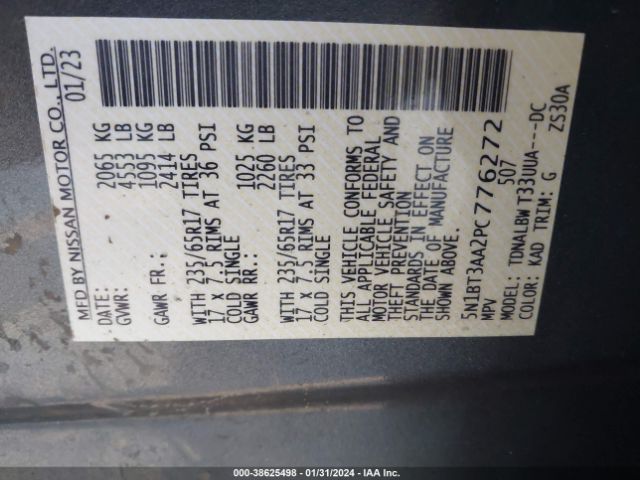 MFD BY NISSAN MOTOR CO., LTD.
DATE: 01/23
GVWR: 2065 KG
4553 LB
GAWR FR.: 1095 KG
2414 LB
WITH 235/65R17 TIRES
17 X 7.5 RIMS AT 36 PSI
COLD SINGLE
GAWR RR.: 1025 KG
2260 LB
WITH 235/65R17 TIRES
17 X 7.5 RIMS AT 33 PSI
COLD SINGLE
THIS VEHICLE CONFORMS TO
ALL APPLICABLE FEDERAL
MOTOR VEHICLE SAFETY AND
THEFT PREVENTION
STANDARDS IN EFFECT ON
THE DATE OF MANUFACTURE
SHOWN ABOVE.
5N1BT3AA2PC776272
MPV 507
MODEL: TDNALBW T33UUA---DC
COLOR: KAD TRIM: G ZS30A
000-38625498 - 01/31/2024 - IAA Inc.